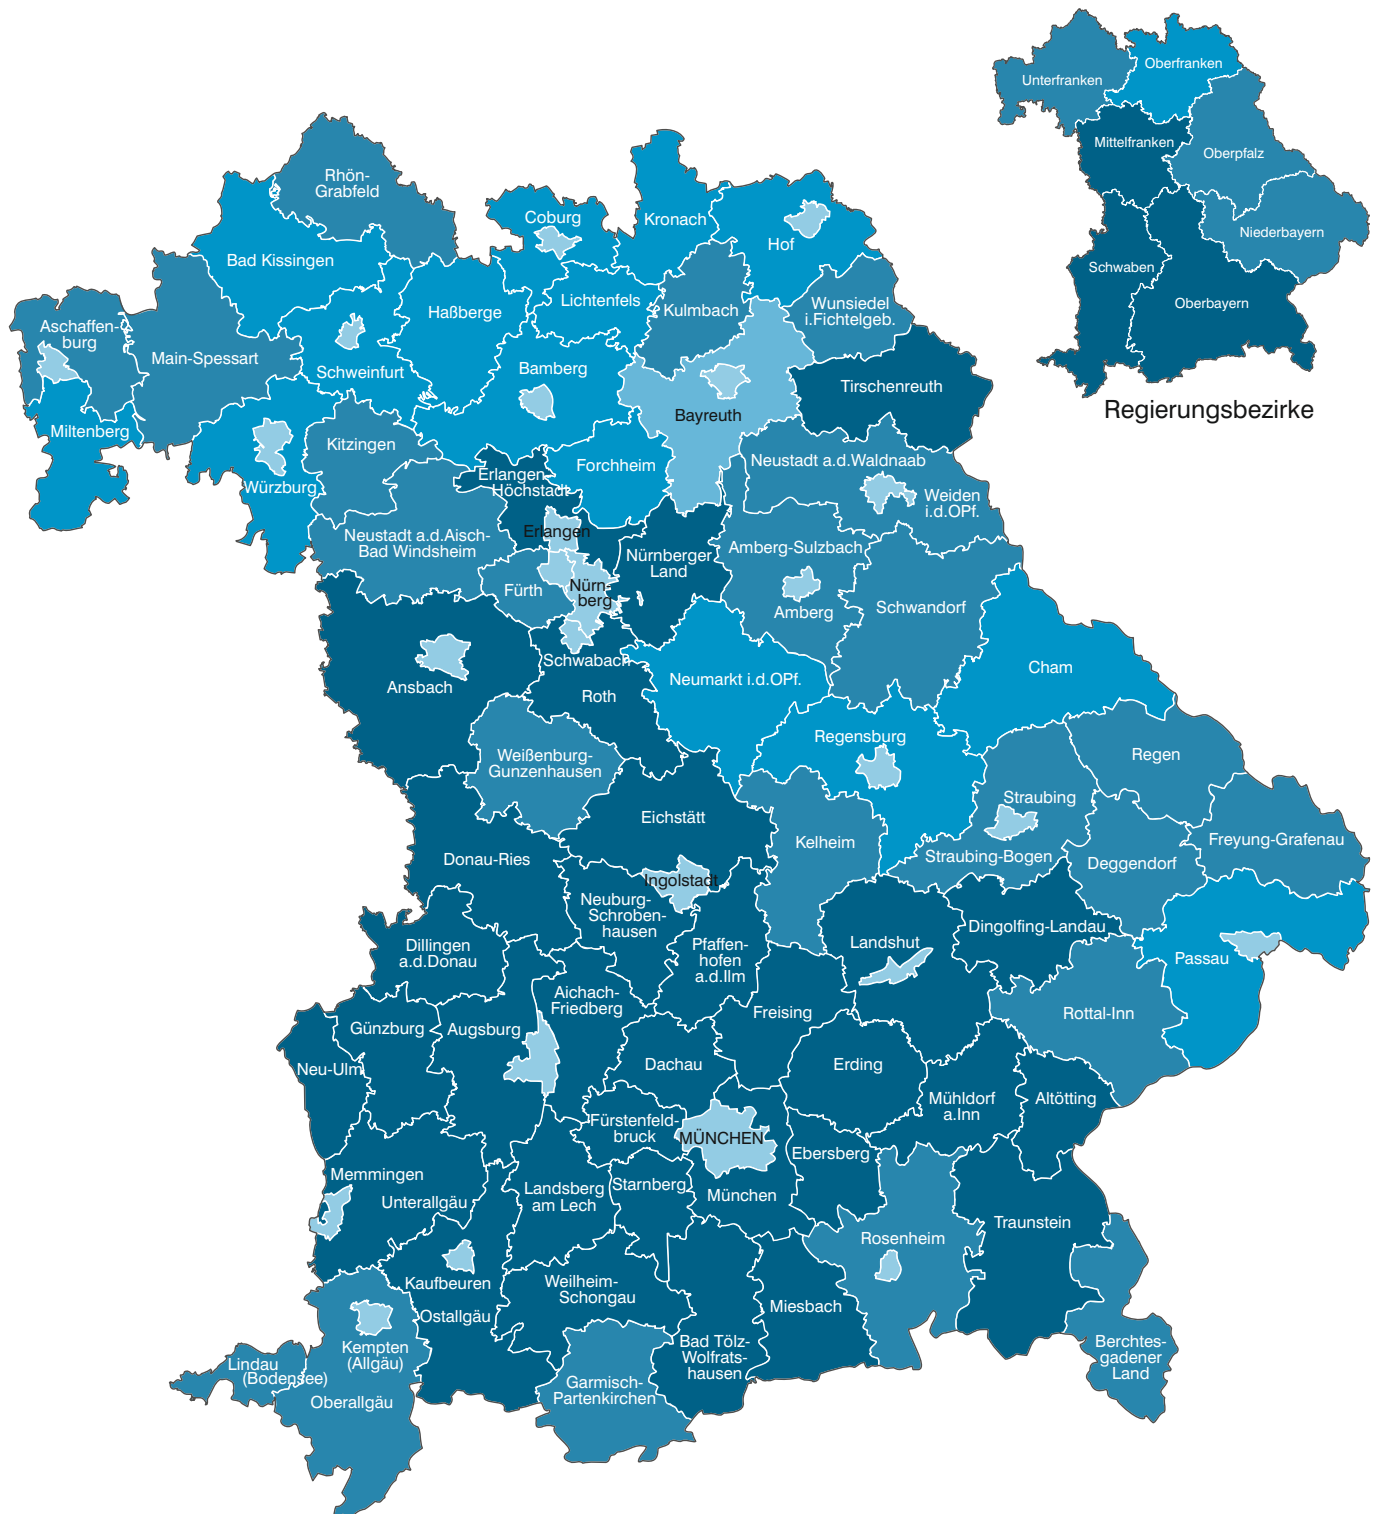 Unterfranken
Oberfranken
Mittelfranken
Oberpfalz
Niederbayern
Schwaben
Oberbayern
Regierungsbezirke
Rhön-
Grabfeld
Coburg
Kronach
Hof
Bad Kissingen
Lichtenfels
Haßberge
Kulmbach
Wunsiedel
i.Fichtelgeb.
Aschaffen-
burg
Main-Spessart
Schweinfurt
Bamberg
Tirschenreuth
Bayreuth
Miltenberg
Kitzingen
Neustadt a.d.Waldnaab
Forchheim
Erlangen-
Höchstadt
Würzburg
Weiden
i.d.OPf.
Neustadt a.d.Aisch-
Bad Windsheim
Erlangen
Nürnberger
Land
Amberg-Sulzbach
Fürth
Nürn-
berg
Amberg
Schwandorf
Schwabach
Ansbach
Roth
Neumarkt i.d.OPf.
Cham
Regensburg
Weißenburg-
Gunzenhausen
Regen
Straubing
Eichstätt
Kelheim
Freyung-Grafenau
Donau-Ries
Straubing-Bogen
Deggendorf
Ingolstadt
Neuburg-
Schroben-
hausen
Dingolfing-Landau
Dillingen
a.d.Donau
Pfaffen-
hofen
a.d.Ilm
Landshut
Passau
Aichach-
Friedberg
Freising
Rottal-Inn
Günzburg
Augsburg
Neu-Ulm
Dachau
Erding
Mühldorf
a.Inn
Altötting
Fürstenfeld-
bruck
MÜNCHEN
Ebersberg
Memmingen
Unterallgäu
Landsberg
am Lech
Starnberg
München
Traunstein
Rosenheim
Kaufbeuren
Weilheim-
Schongau
Miesbach
Ostallgäu
Kempten
(Allgäu)
Bad Tölz-
Wolfrats-
hausen
Berchtes-
gadener
Land
Lindau
(Bodensee)
Oberallgäu
Garmisch-
Partenkirchen